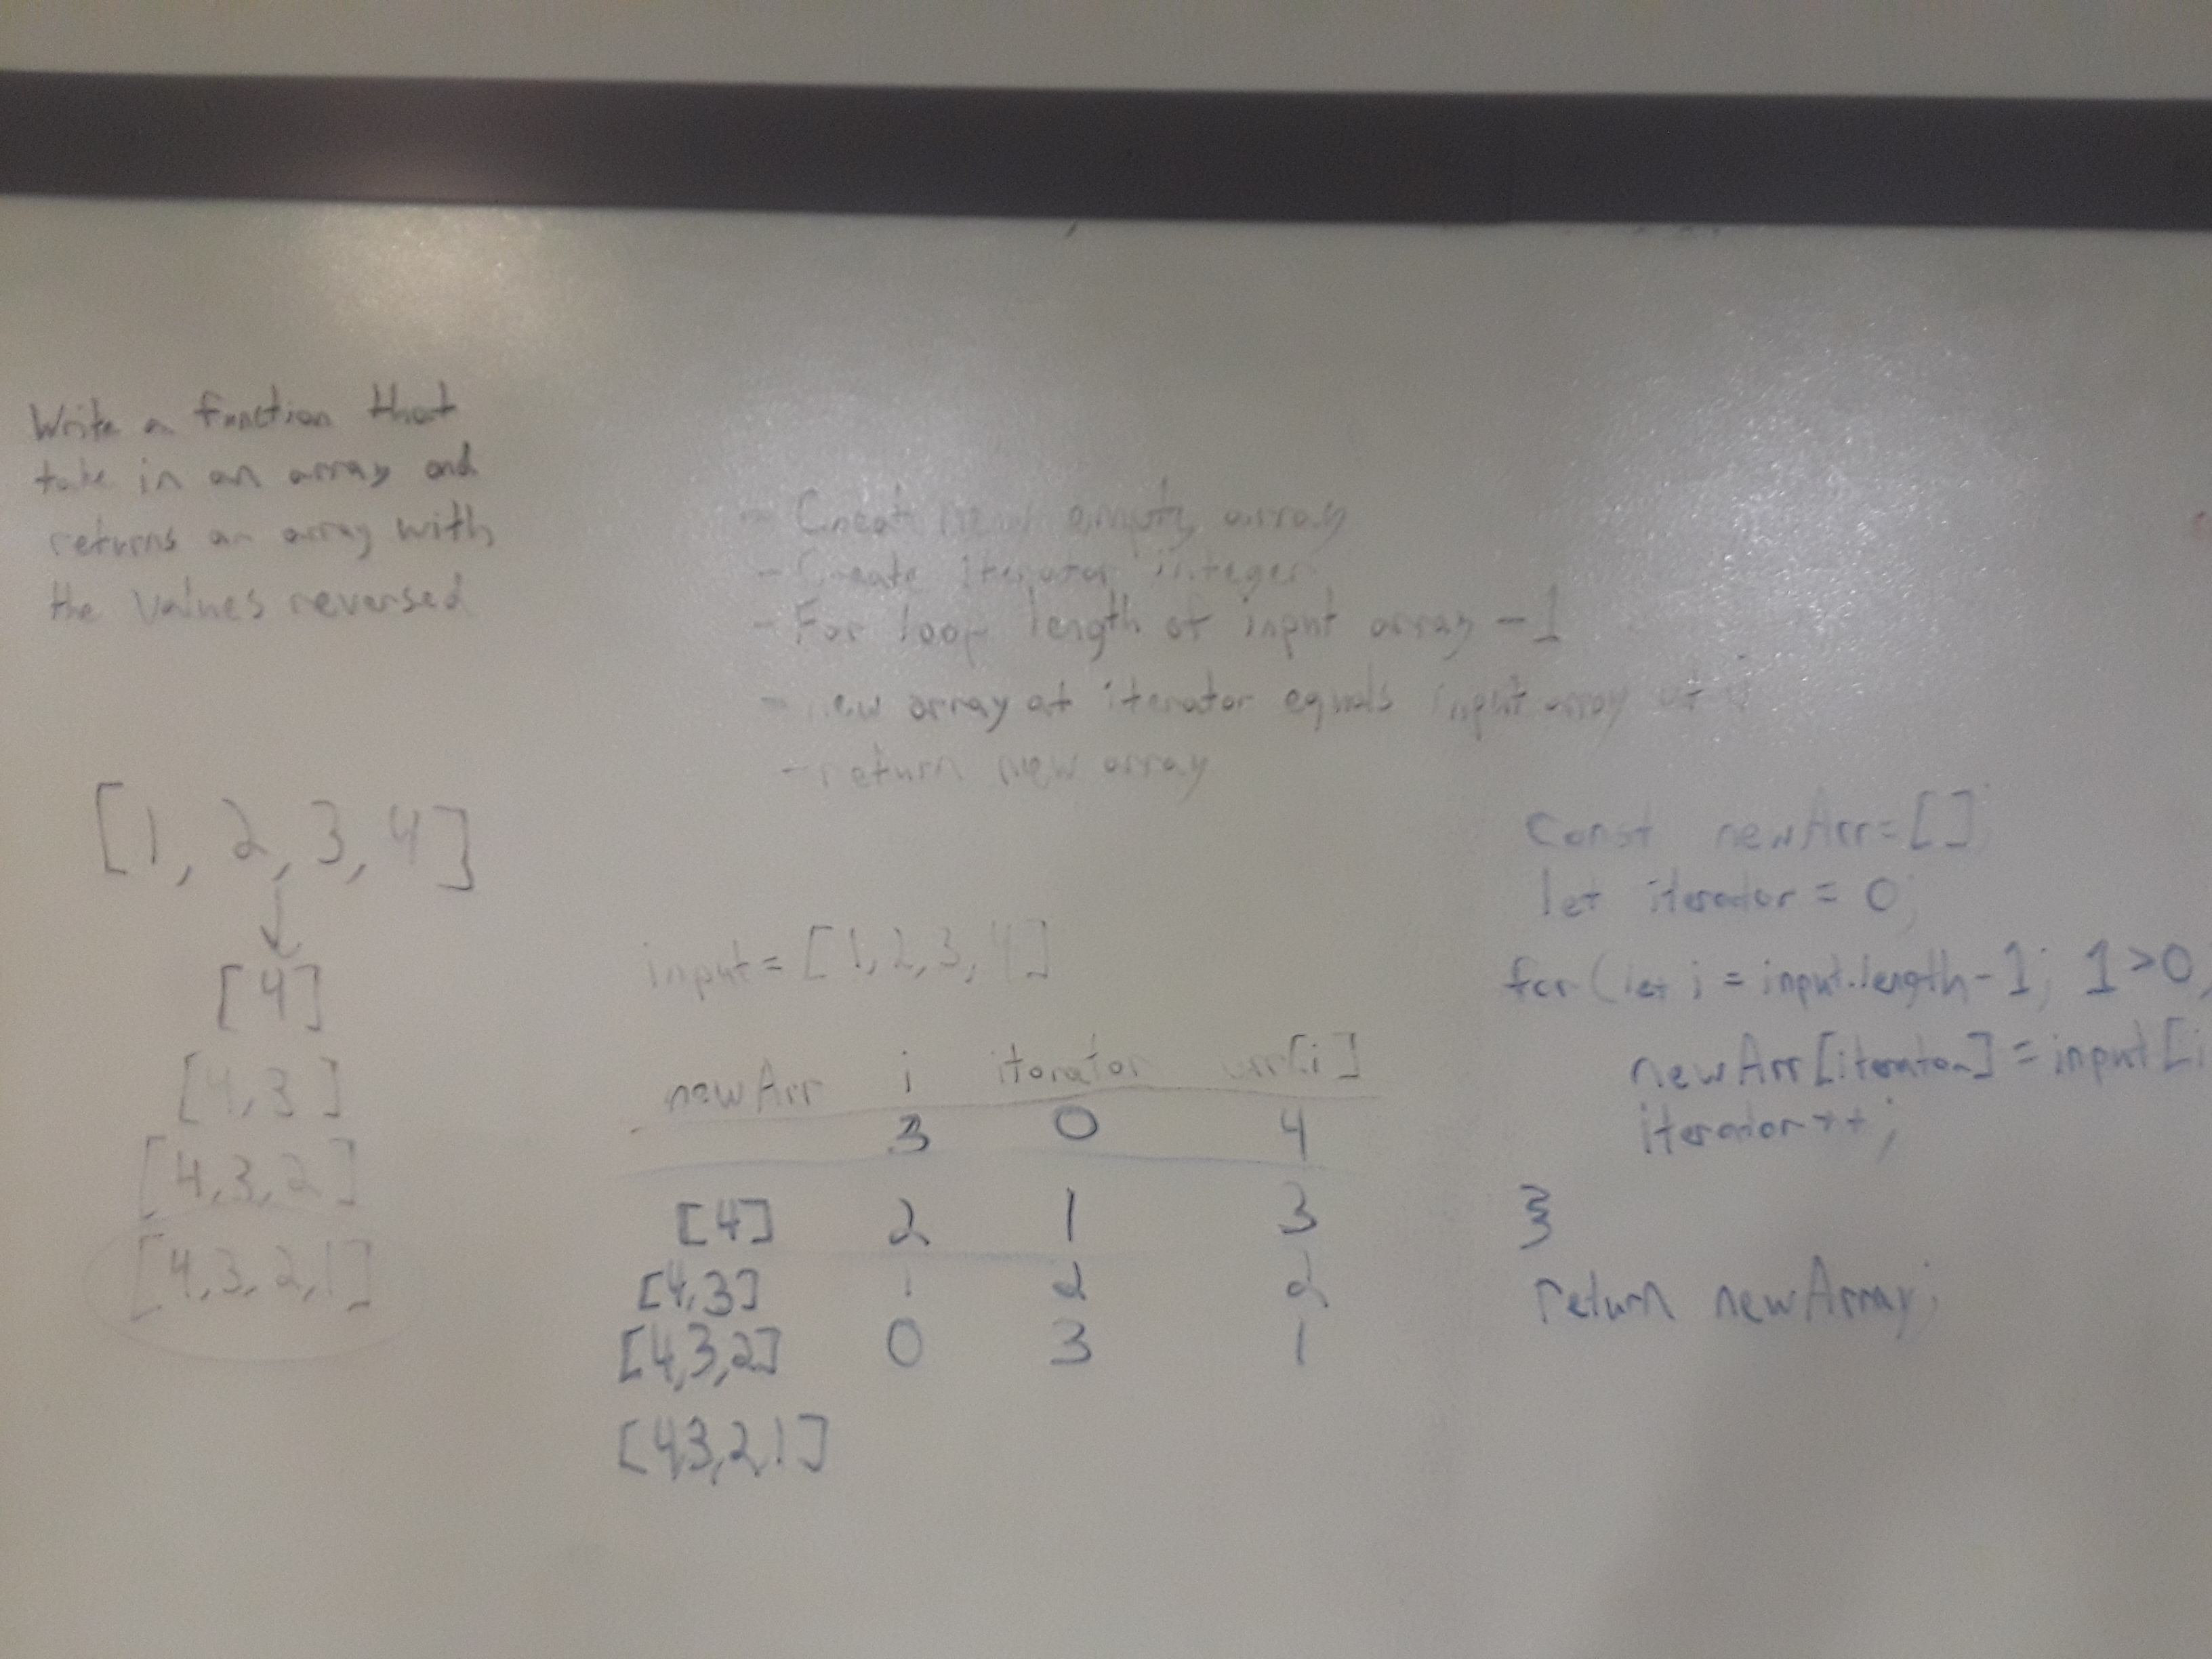 Write a function that
take in an array and
returns an array with
the values reversed
[1, 2, 3, 4]
[4]
[4,3]
[4,3,2]
[4,3,2,1]
- Creat new empty array
- Create iterator integer
- For loop length of input array -1
- new array at iterator equals input array at i
- return new array
input = [1,2,3,4]
newArr i iterator arr[i]
3 0 4
[4] 2 1 3
[4,3] 1 2 2
[4,3,2] 0 3 1
[4,3,2,1]
Const newArr=[]
let iterator = 0;
for (let i = input.length-1; 1>0;
newArr[iterator] = input[i
iterator++;
}
return newArray;